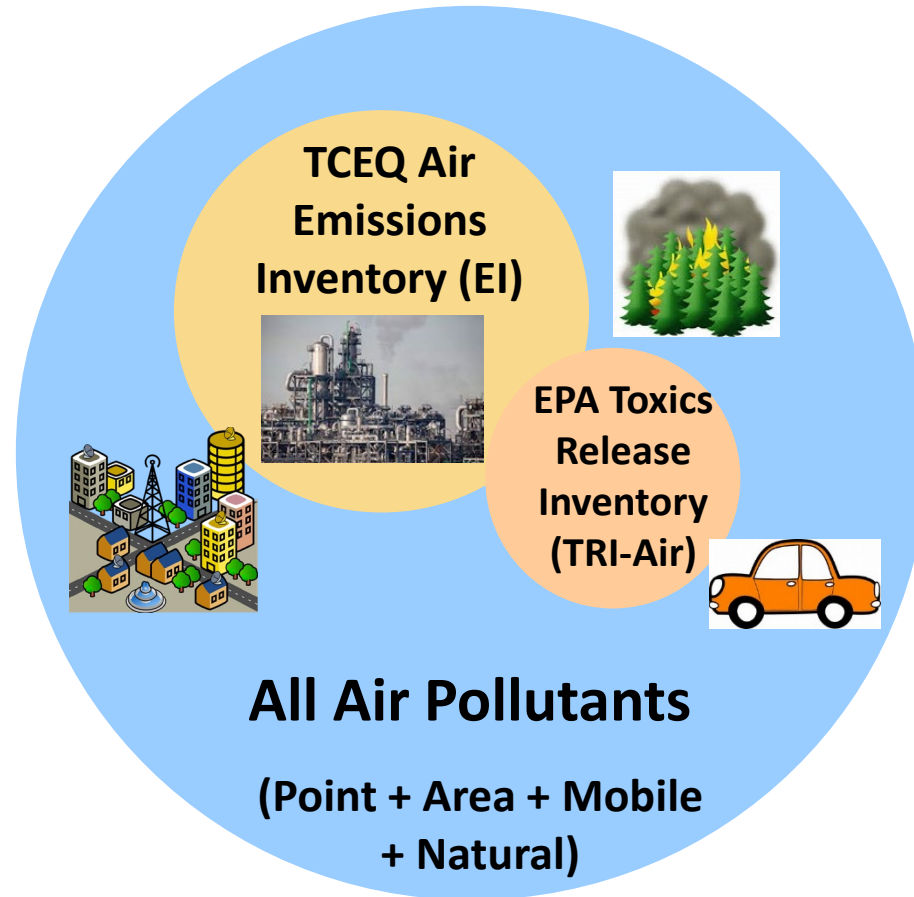 TCEQ Air
Emissions
Inventory (EI)
EPA Toxics
Release
Inventory
(TRI-Air)
All Air Pollutants
(Point + Area + Mobile
+ Natural)